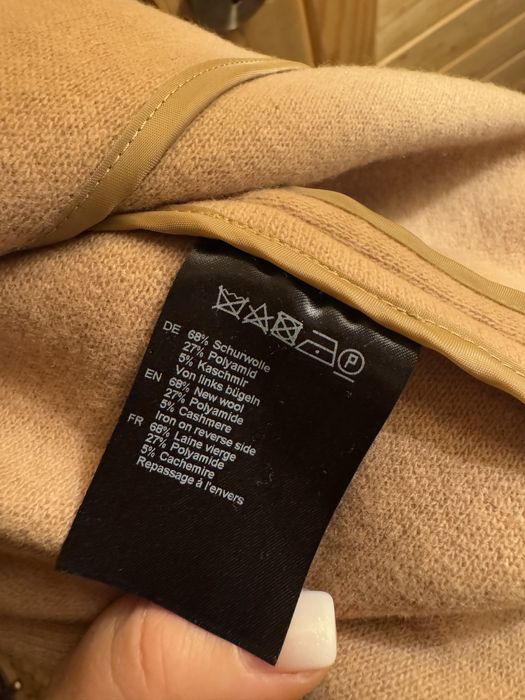 P
DE 68% Schurwolle
27% Polyamid
5% Kaschmir
Von links bügeln
EN 68% New wool
27% Polyamide
5% Cashmere
Iron on reverse side
FR 68% Laine vierge
27% Polyamide
5% Cachemire
Repassage à l'envers